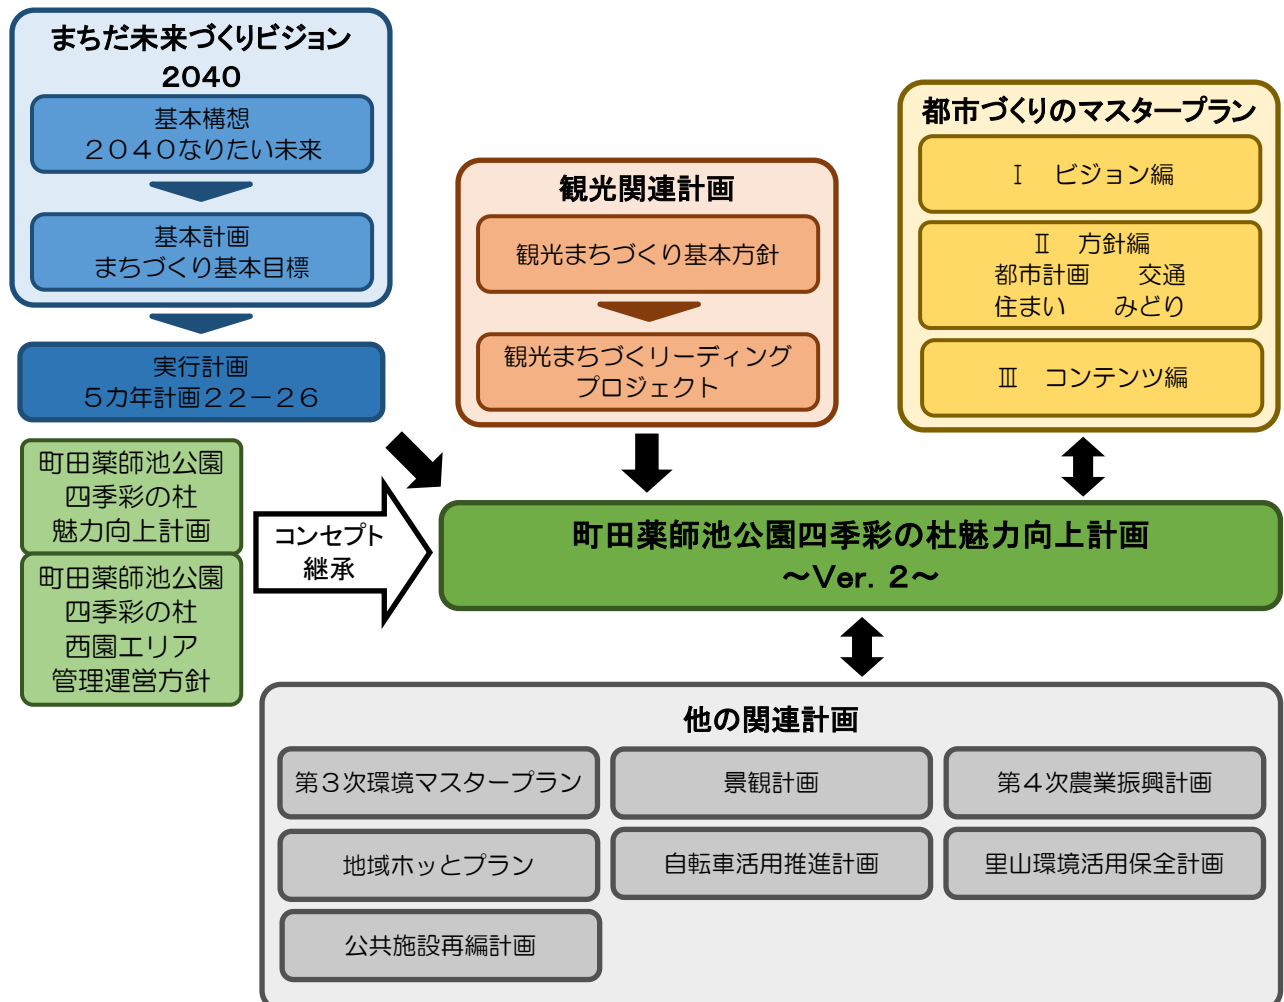 まちだ未来づくりビジョン
2040
基本構想
２０４０なりたい未来
基本計画
まちづくり基本目標
実行計画
５カ年計画２２－２６
観光関連計画
観光まちづくり基本方針
観光まちづくリーディング
プロジェクト
都市づくりのマスタープラン
Ⅰ　ビジョン編
Ⅱ　方針編
都市計画　　交通
住まい　　みどり
Ⅲ　コンテンツ編
町田薬師池公園
四季彩の杜
魅力向上計画
町田薬師池公園
四季彩の杜
西園エリア
管理運営方針
コンセプト
継承
町田薬師池公園四季彩の杜魅力向上計画
～Ver. 2～
他の関連計画
第３次環境マスタープラン
景観計画
第４次農業振興計画
地域ホッとプラン
自転車活用推進計画
里山環境活用保全計画
公共施設再編計画